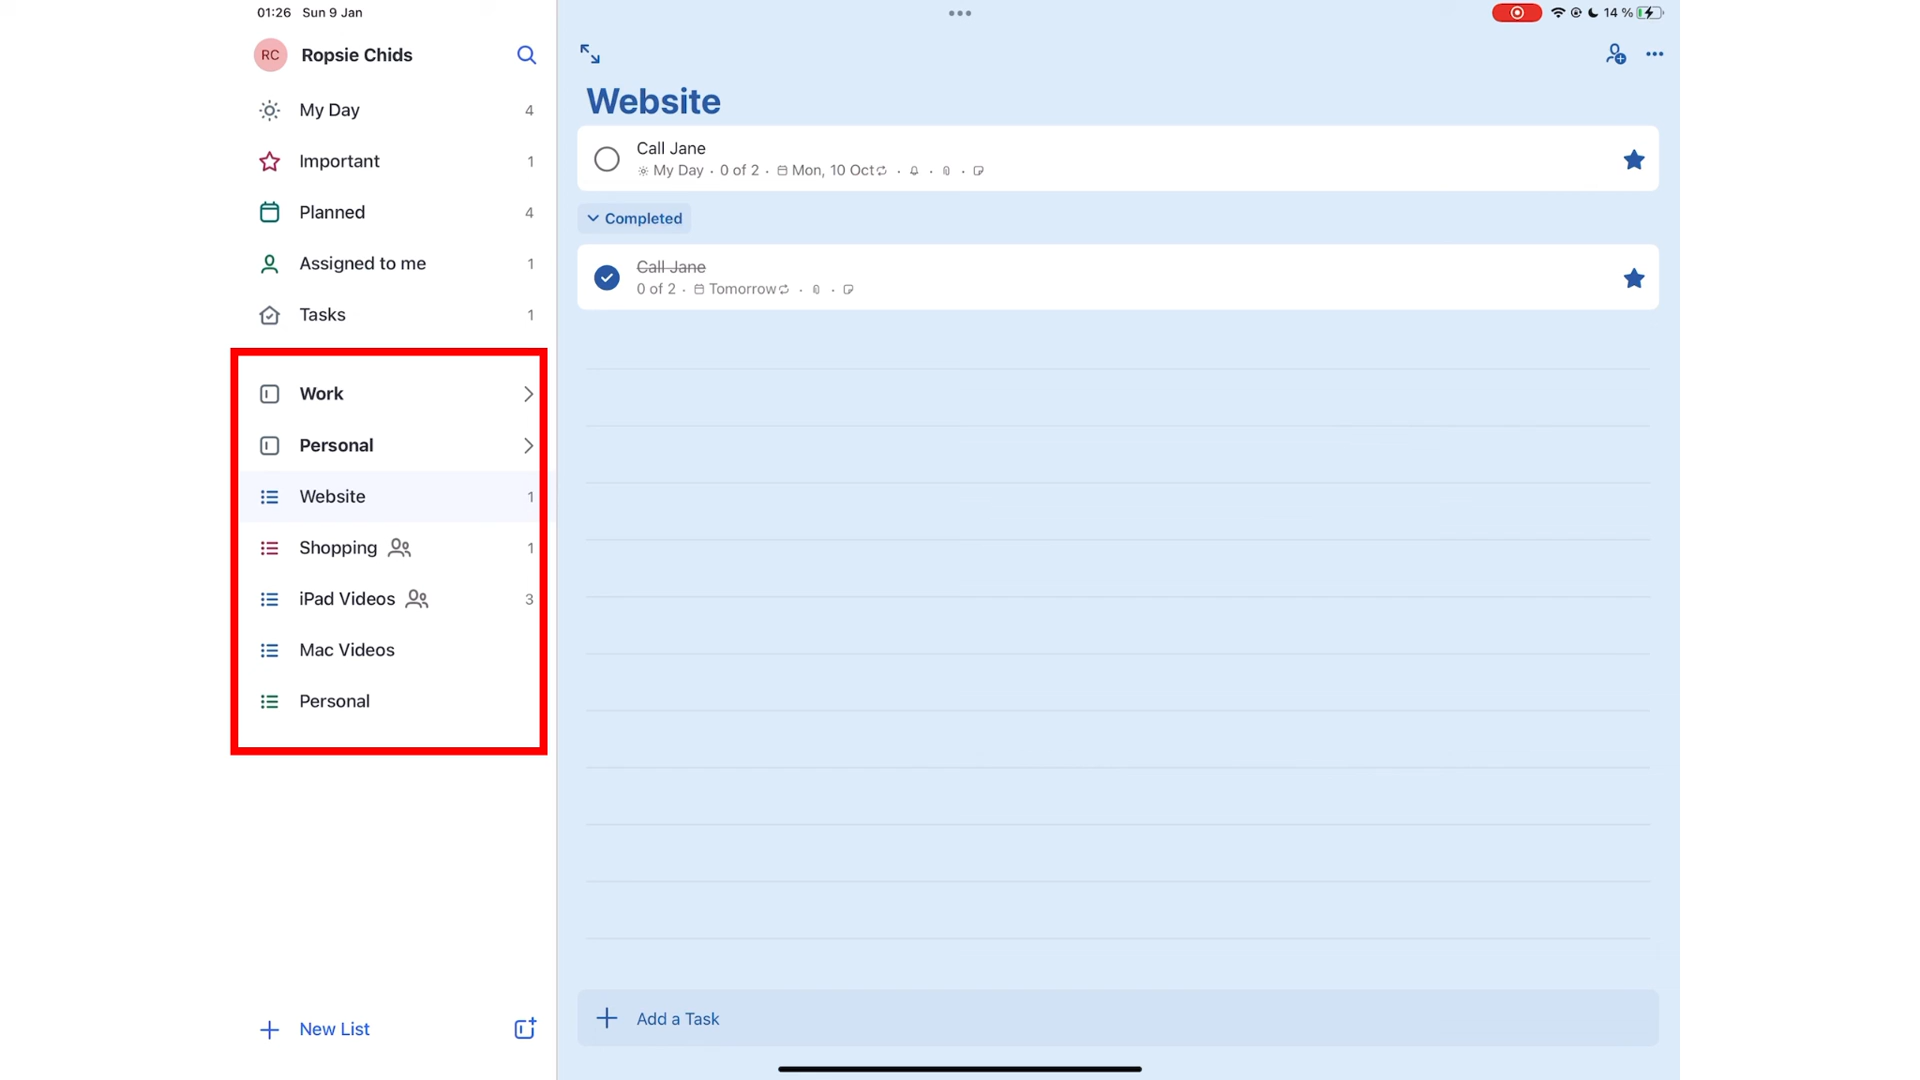 01:26 Sun 9 Jan
14 %
RC Ropsie Chids
My Day 4
Important 1
Planned 4
Assigned to me 1
Tasks 1
Work
Personal
Website 1
Shopping 1
iPad Videos 3
Mac Videos
Personal
New List
Website
Call Jane
My Day · 0 of 2 · Mon, 10 Oct · · ·
Completed
Call Jane
0 of 2 · Tomorrow · ·
Add a Task